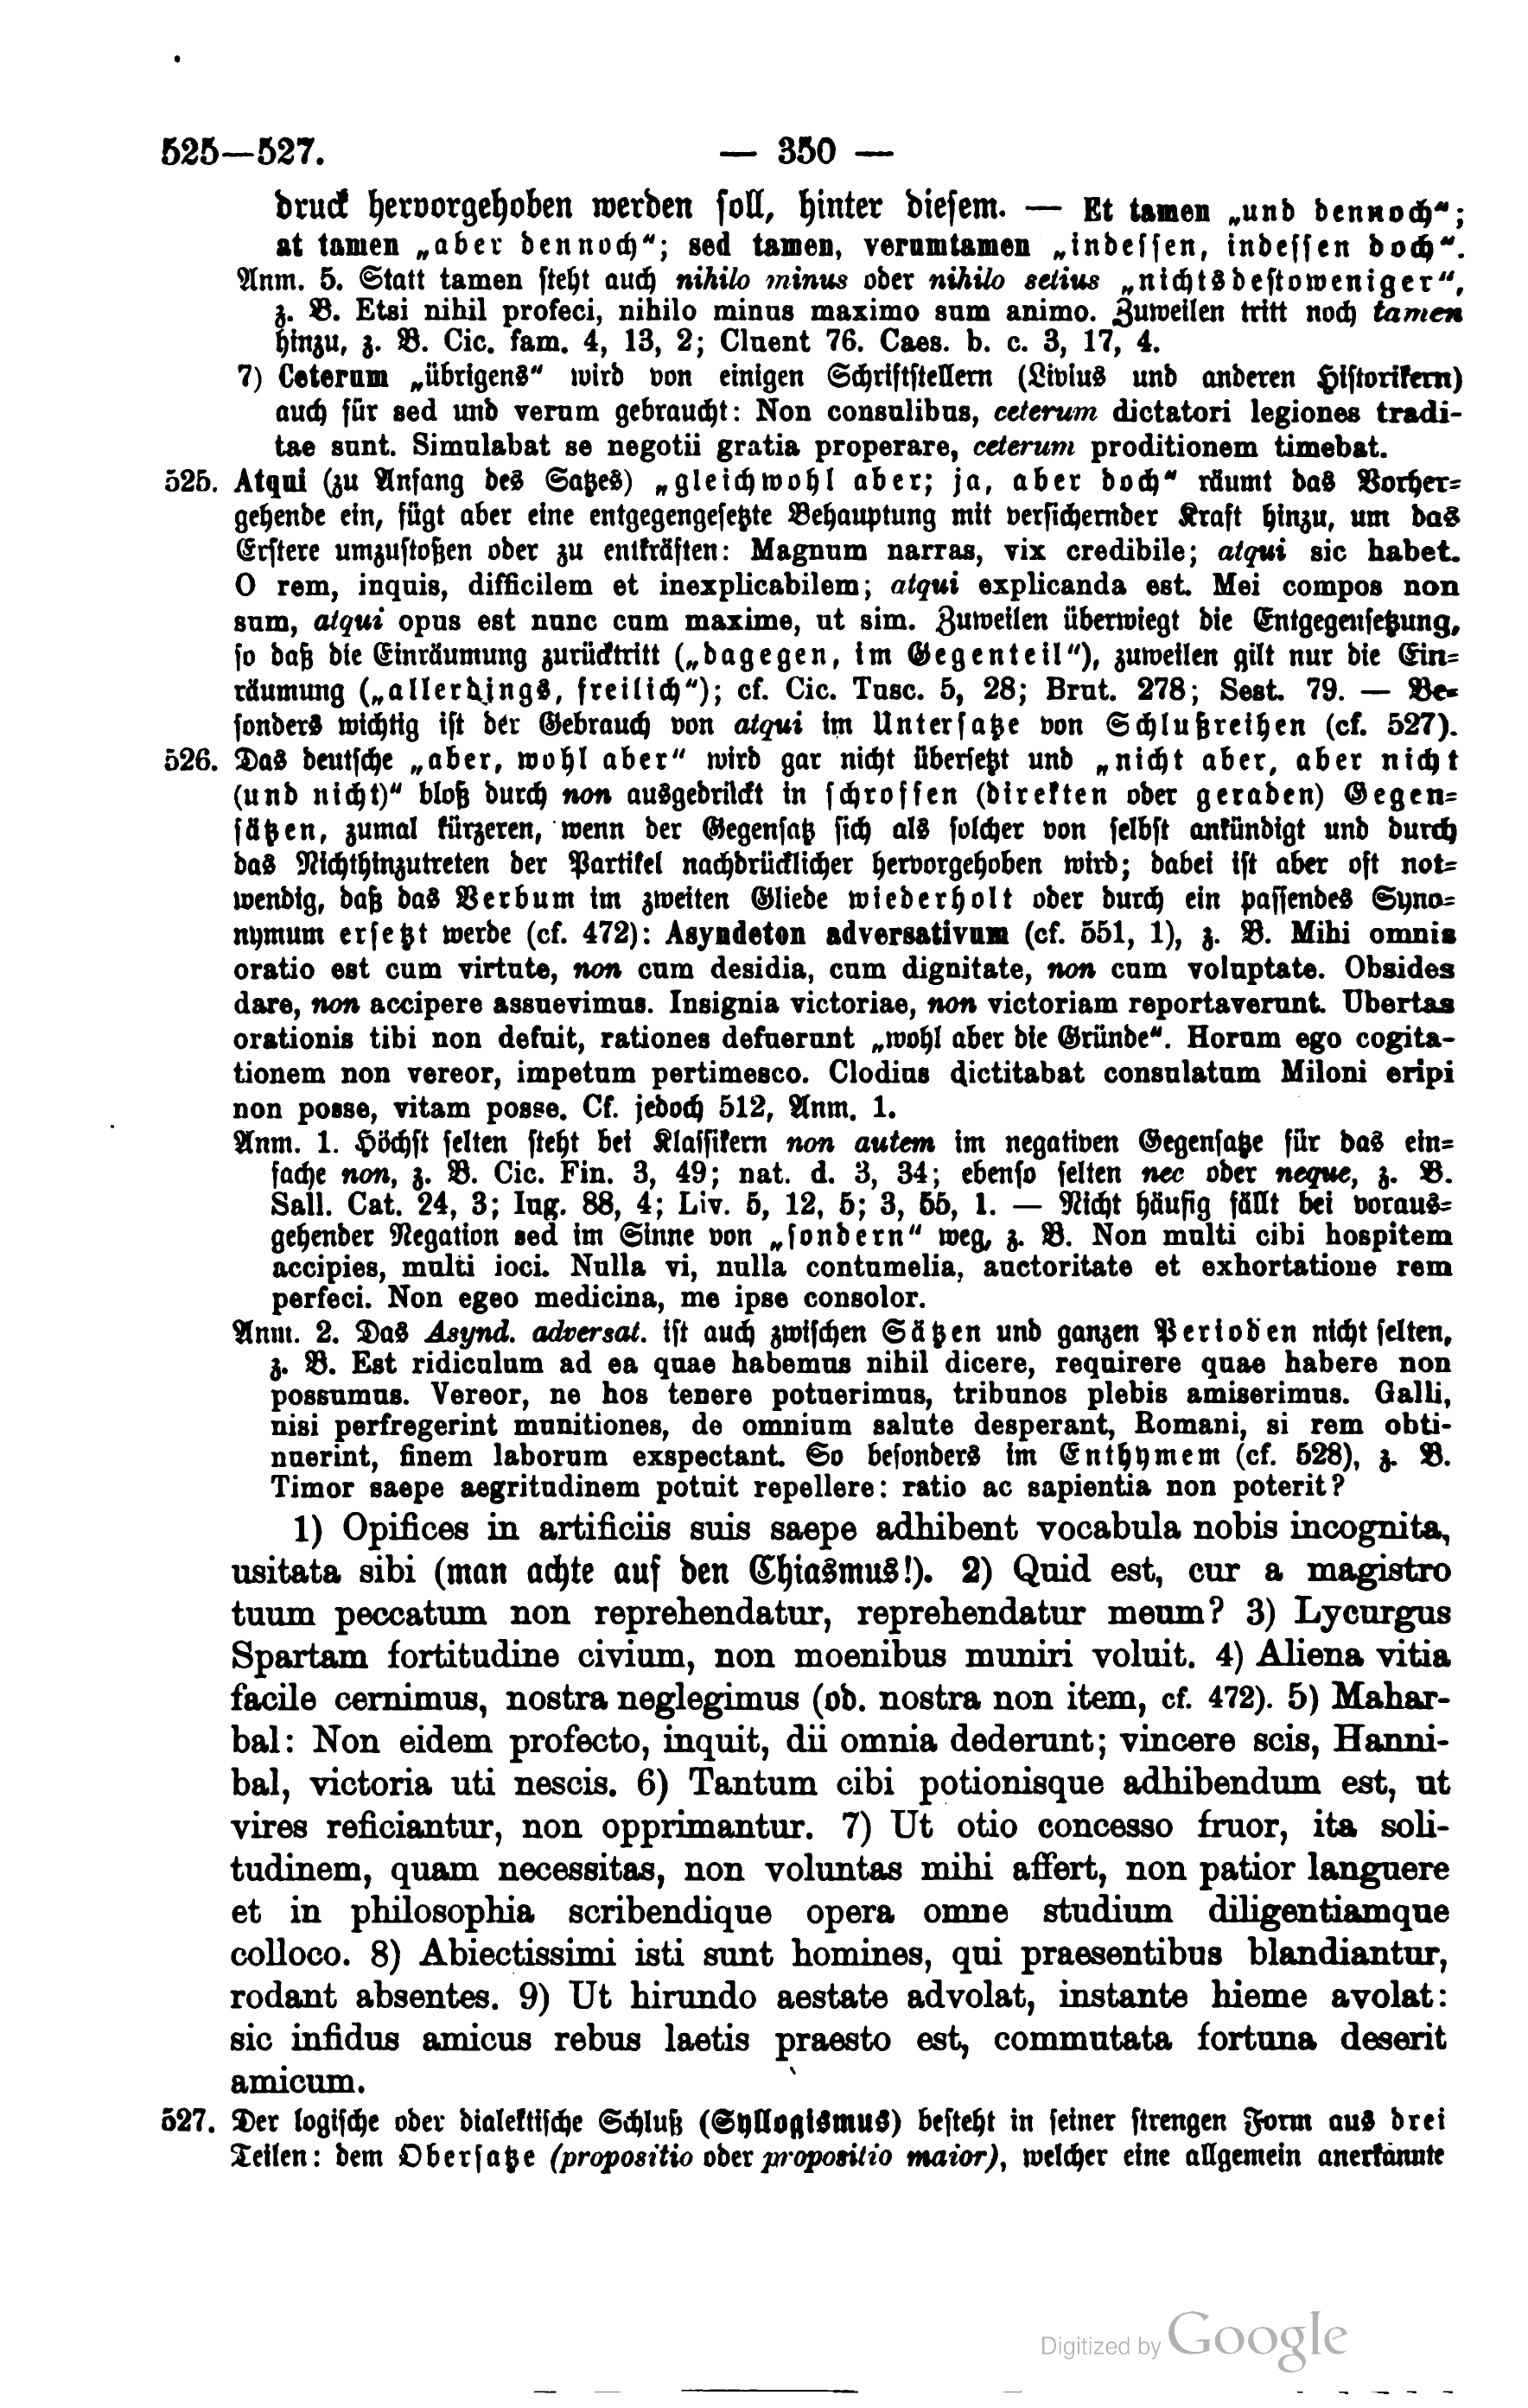 525—527. — 350 —
druck hervorgehoben werden soll, hinter diesem. — Et tamen „und dennoch“;
at tamen „aber dennoch“; sed tamen, verumtamen „indessen, indessen doch“.
Anm. 5. Statt tamen steht auch nihilo minus oder nihilo setius „nichtsdestoweniger“,
z. B. Etsi nihil profeci, nihilo minus maximo sum animo. Zuweilen tritt noch tamen
hinzu, z. B. Cic. fam. 4, 13, 2; Cluent 76. Caes. b. c. 3, 17, 4.
7) Ceterum „übrigens“ wird von einigen Schriftstellern (Livius und anderen Historikern)
auch für sed und verum gebraucht: Non consulibus, ceterum dictatori legiones tradi-
tae sunt. Simulabat se negotii gratia properare, ceterum proditionem timebat.
525. Atqui (zu Anfang des Satzes) „gleichwohl aber; ja, aber doch“ räumt das Vorher-
gehende ein, fügt aber eine entgegengesetzte Behauptung mit versichernder Kraft hinzu, um das
Erstere umzustoßen oder zu entkräften: Magnum narras, vix credibile; atqui sic habet.
O rem, inquis, difficilem et inexplicabilem; atqui explicanda est. Mei compos non
sum, atqui opus est nunc cum maxime, ut sim. Zuweilen überwiegt die Entgegensetzung,
so daß die Einräumung zurücktritt („dagegen, im Gegenteil“), zuweilen gilt nur die Ein-
räumung („allerdings, freilich“); cf. Cic. Tusc. 5, 28; Brut. 278; Sest. 79. — Be-
sonders wichtig ist der Gebrauch von atqui im Untersatze von Schlußreihen (cf. 527).
526. Das deutsche „aber, wohl aber“ wird gar nicht übersetzt und „nicht aber, aber nicht
(und nicht)“ bloß durch non ausgedrückt in schroffen (direkten oder geraden) Gegen-
sätzen, zumal kürzeren, wenn der Gegensatz sich als solcher von selbst ankündigt und durch
das Nichthinzutreten der Partikel nachdrücklicher hervorgehoben wird; dabei ist aber oft not-
wendig, daß das Verbum im zweiten Gliede wiederholt oder durch ein passendes Syno-
nymum ersetzt werde (cf. 472): Asyndeton adversativum (cf. 551, 1), z. B. Mihi omnis
oratio est cum virtute, non cum desidia, cum dignitate, non cum voluptate. Obsides
dare, non accipere assuevimus. Insignia victoriae, non victoriam reportaverunt. Ubertas
orationis tibi non defuit, rationes defuerunt „wohl aber die Gründe“. Horum ego cogita-
tionem non vereor, impetum pertimesco. Clodius dictitabat consulatum Miloni eripi
non posse, vitam posse. Cf. jedoch 512, Anm. 1.
Anm. 1. Höchst selten steht bei Klassikern non autem im negativen Gegensatze für das ein-
fache non, z. B. Cic. Fin. 3, 49; nat. d. 3, 34; ebenso selten nec oder neque, z. B.
Sall. Cat. 24, 3; Iug. 88, 4; Liv. 5, 12, 5; 3, 55, 1. — Nicht häufig fällt bei voraus-
gehender Negation sed im Sinne von „sondern“ weg, z. B. Non multi cibi hospitem
accipies, multi ioci. Nulla vi, nulla contumelia, auctoritate et exhortatione rem
perfeci. Non egeo medicina, me ipse consolor.
Anm. 2. Das Asynd. adversat. ist auch zwischen Sätzen und ganzen Perioden nicht selten,
z. B. Est ridiculum ad ea quae habemus nihil dicere, requirere quae habere non
possumus. Vereor, ne hos tenere potuerimus, tribunos plebis amiserimus. Galli,
nisi perfregerint munitiones, de omnium salute desperant, Romani, si rem obti-
nuerint, finem laborum exspectant. So besonders im Enthymem (cf. 528), z. B.
Timor saepe aegritudinem potuit repellere: ratio ac sapientia non poterit?
1) Opifices in artificiis suis saepe adhibent vocabula nobis incognita,
usitata sibi (man achte auf den Chiasmus!). 2) Quid est, cur a magistro
tuum peccatum non reprehendatur, reprehendatur meum? 3) Lycurgus
Spartam fortitudine civium, non moenibus muniri voluit. 4) Aliena vitia
facile cernimus, nostra neglegimus (od. nostra non item, cf. 472). 5) Mahar-
bal: Non eidem profecto, inquit, dii omnia dederunt; vincere scis, Hanni-
bal, victoria uti nescis. 6) Tantum cibi potionisque adhibendum est, ut
vires reficiantur, non opprimantur. 7) Ut otio concesso fruor, ita soli-
tudinem, quam necessitas, non voluntas mihi affert, non patior languere
et in philosophia scribendique opera omne studium diligentiamque
colloco. 8) Abiectissimi isti sunt homines, qui praesentibus blandiantur,
rodant absentes. 9) Ut hirundo aestate advolat, instante hieme avolat:
sic infidus amicus rebus laetis praesto est, commutata fortuna deserit
amicum.
527. Der logische oder dialektische Schluß (Syllogismus) besteht in seiner strengen Form aus drei
Teilen: dem Obersatze (propositio oder propositio maior), welcher eine allgemein anerkannte
Digitized by Google